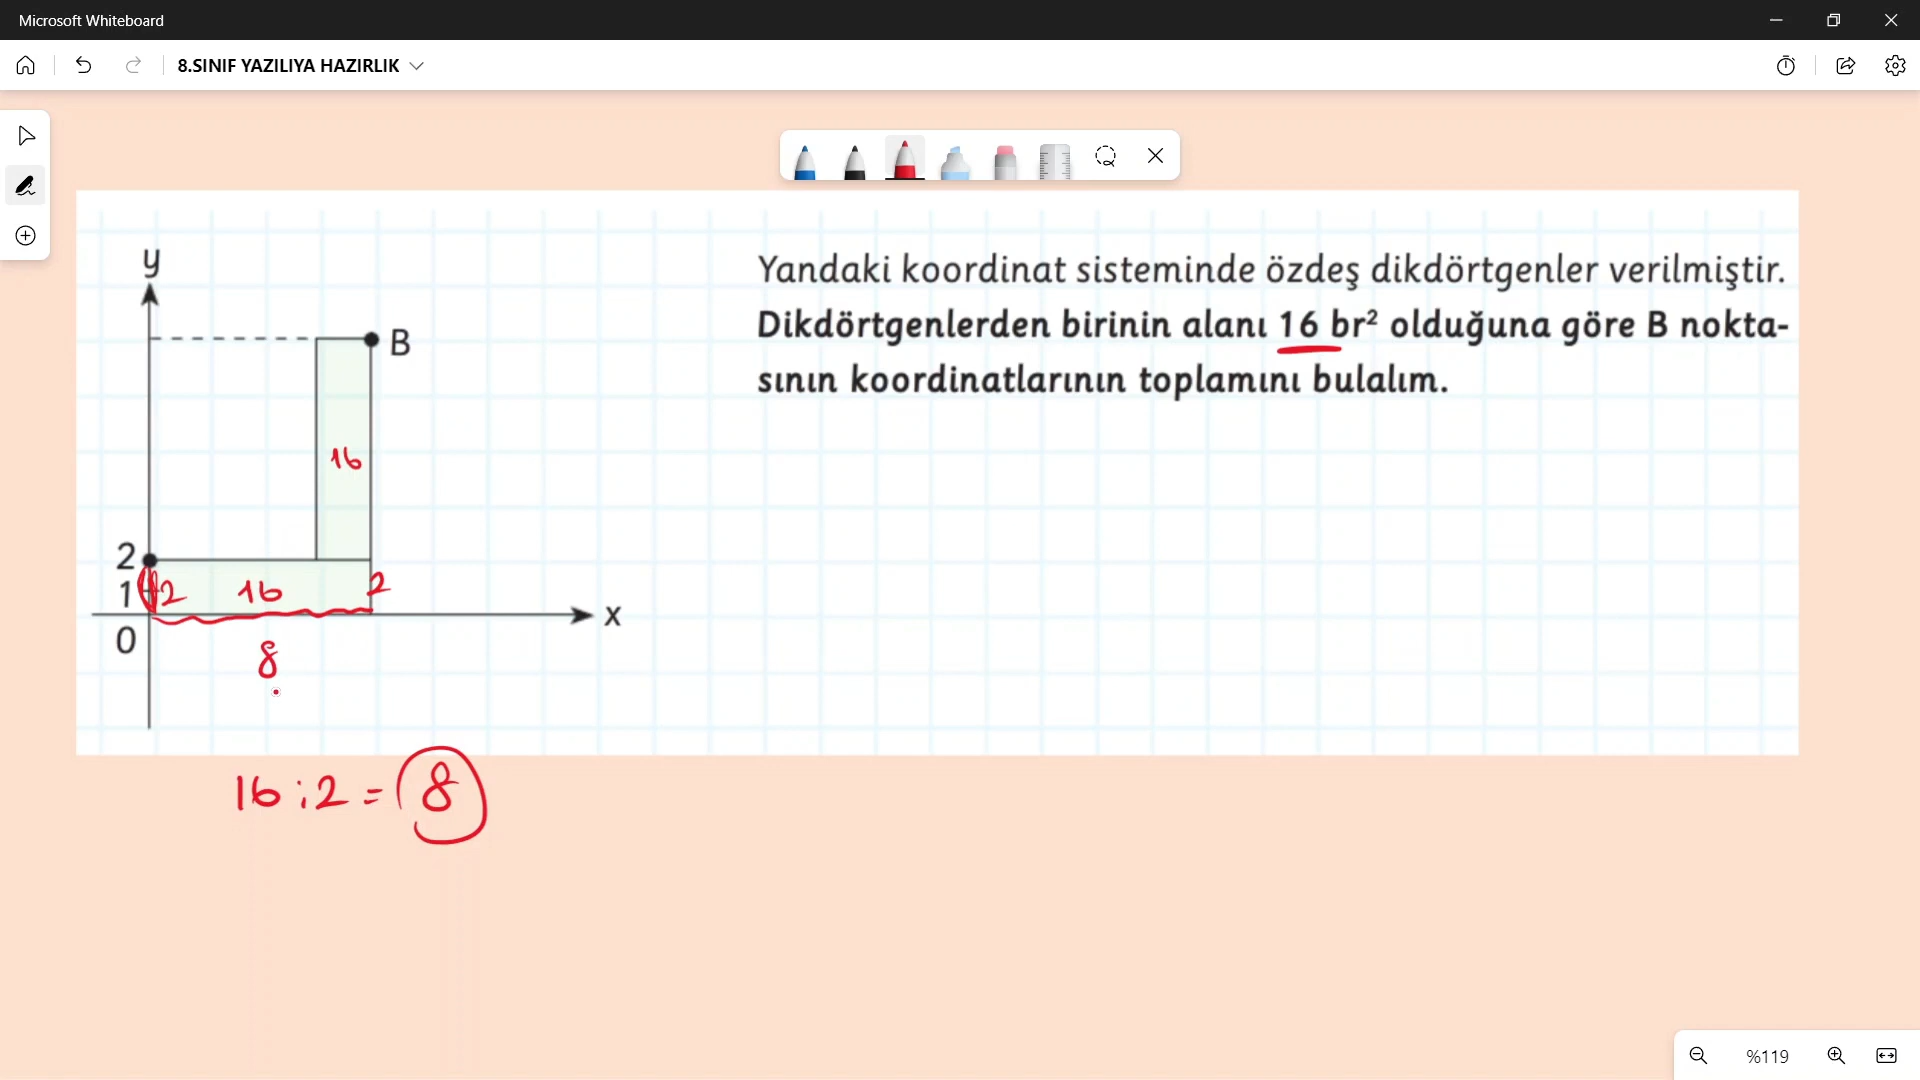 Microsoft Whiteboard
8.SINIF YAZILIYA HAZIRLIK
y
B
Yandaki koordinat sisteminde özdeş dikdörtgenler verilmiştir.
Dikdörtgenlerden birinin alanı 16 br² olduğuna göre B nokta-
sının koordinatlarının toplamını bulalım.
16
2
1
2 16 2
x
0
8
16:2=8
%119